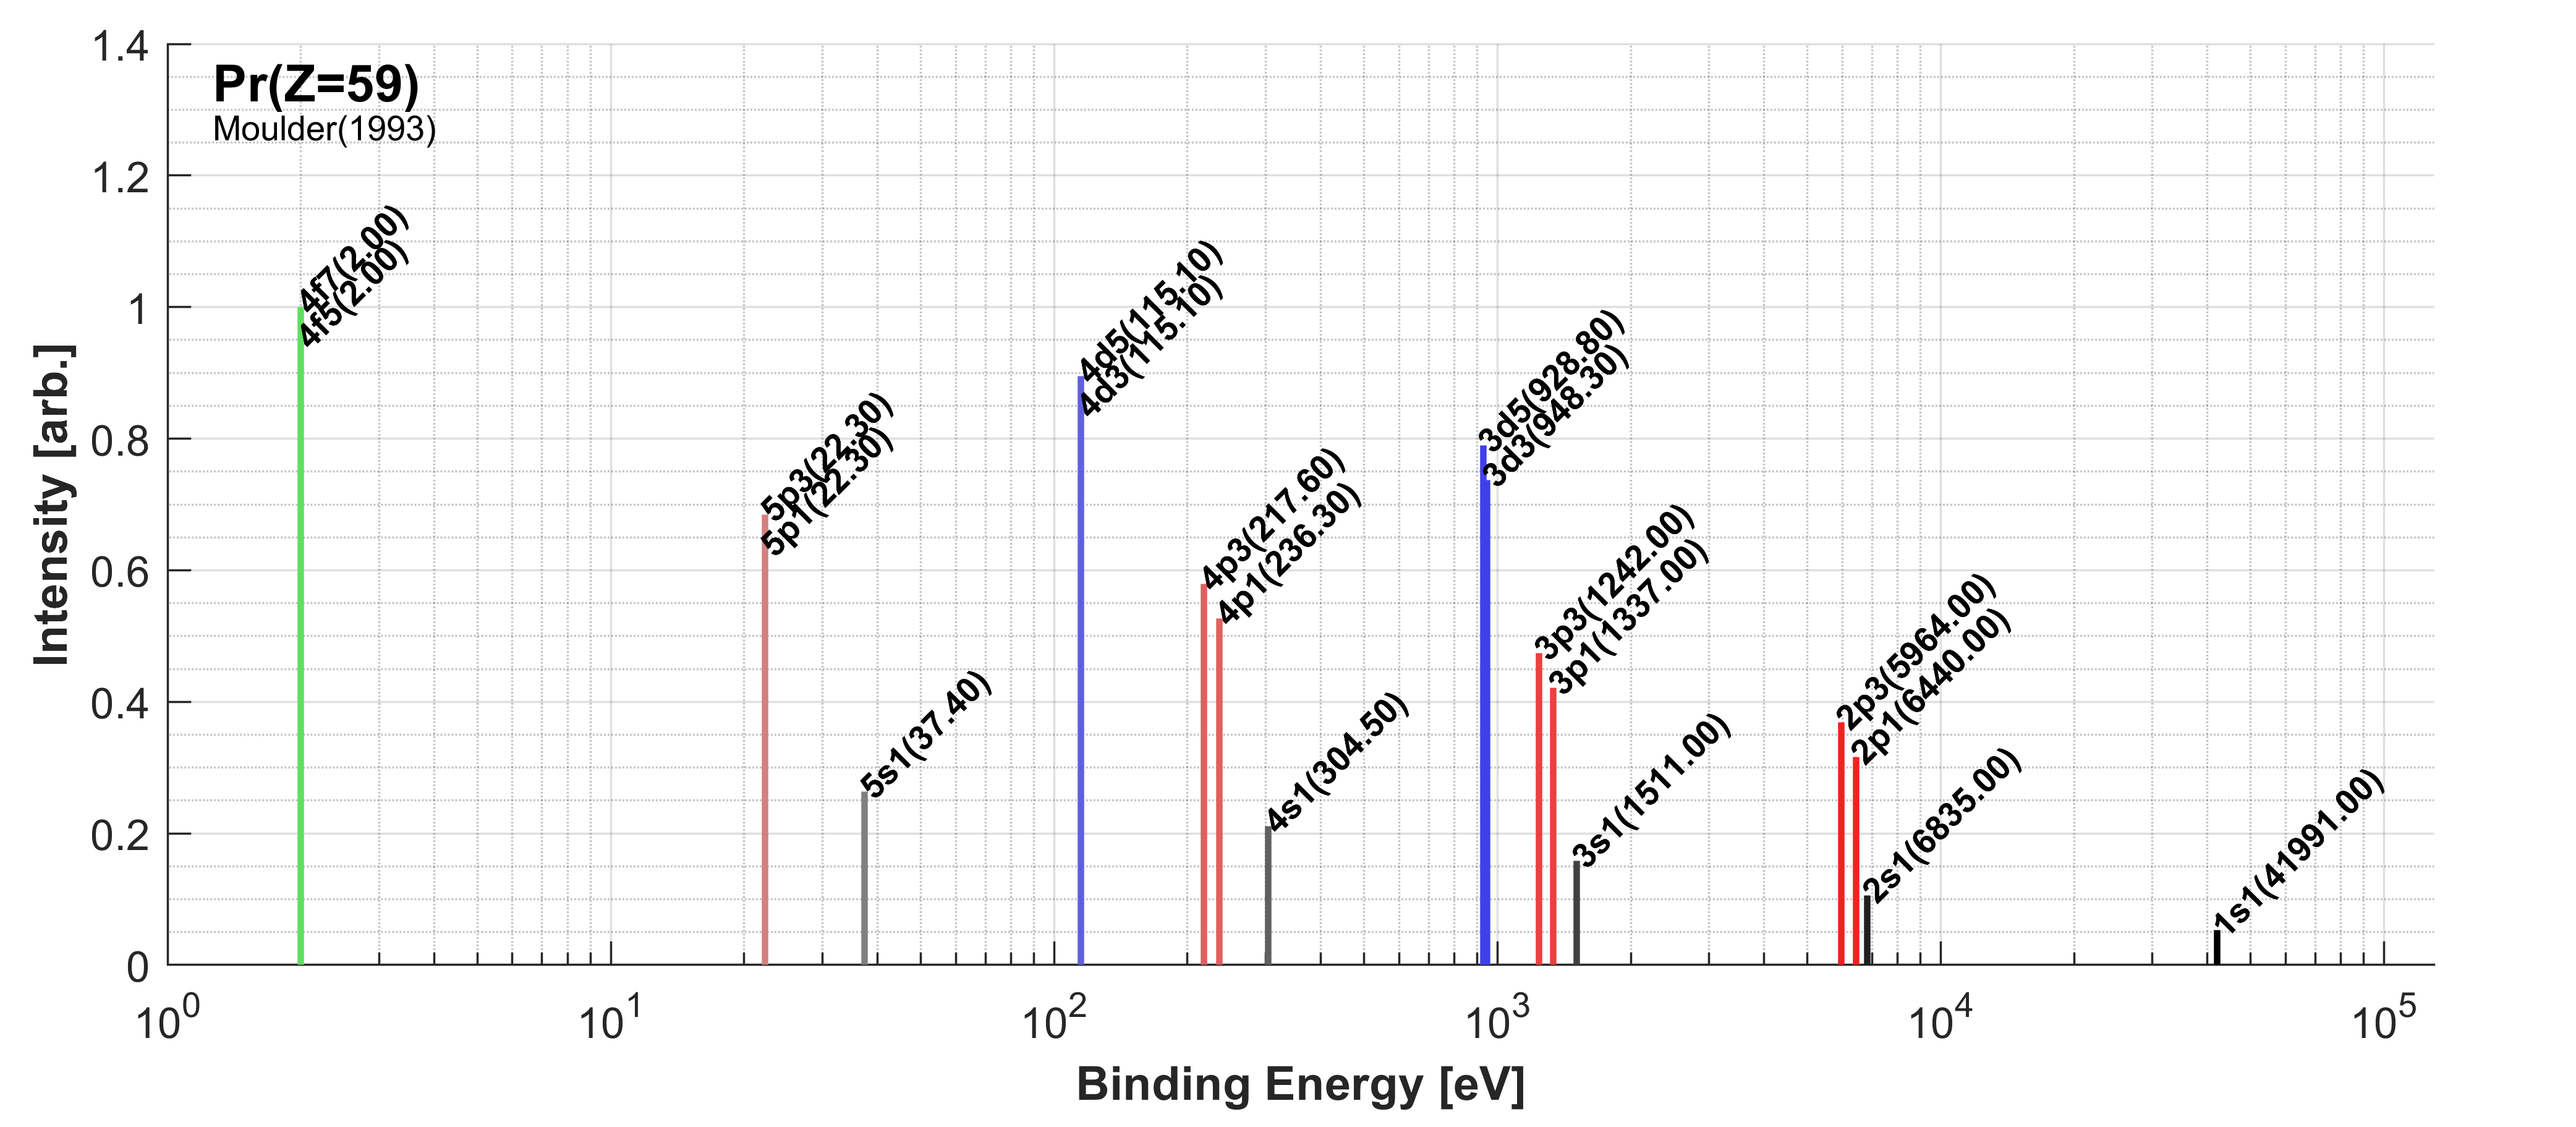 Pr(Z=59)
Moulder(1993)
Intensity [arb.]
1.4
1.2
1
0.8
0.6
0.4
0.2
0
4f7(2.00)
4f5(2.00)
5p3(22.30)
5p1(22.30)
5s1(37.40)
4d5(115.10)
4d3(115.10)
4p3(217.60)
4p1(236.30)
4s1(304.50)
3d5(928.80)
3d3(948.30)
3p3(1242.00)
3p1(1337.00)
3s1(1511.00)
2p3(5964.00)
2p1(6440.00)
2s1(6835.00)
1s1(41991.00)
10^0 10^1 10^2 10^3 10^4 10^5
Binding Energy [eV]